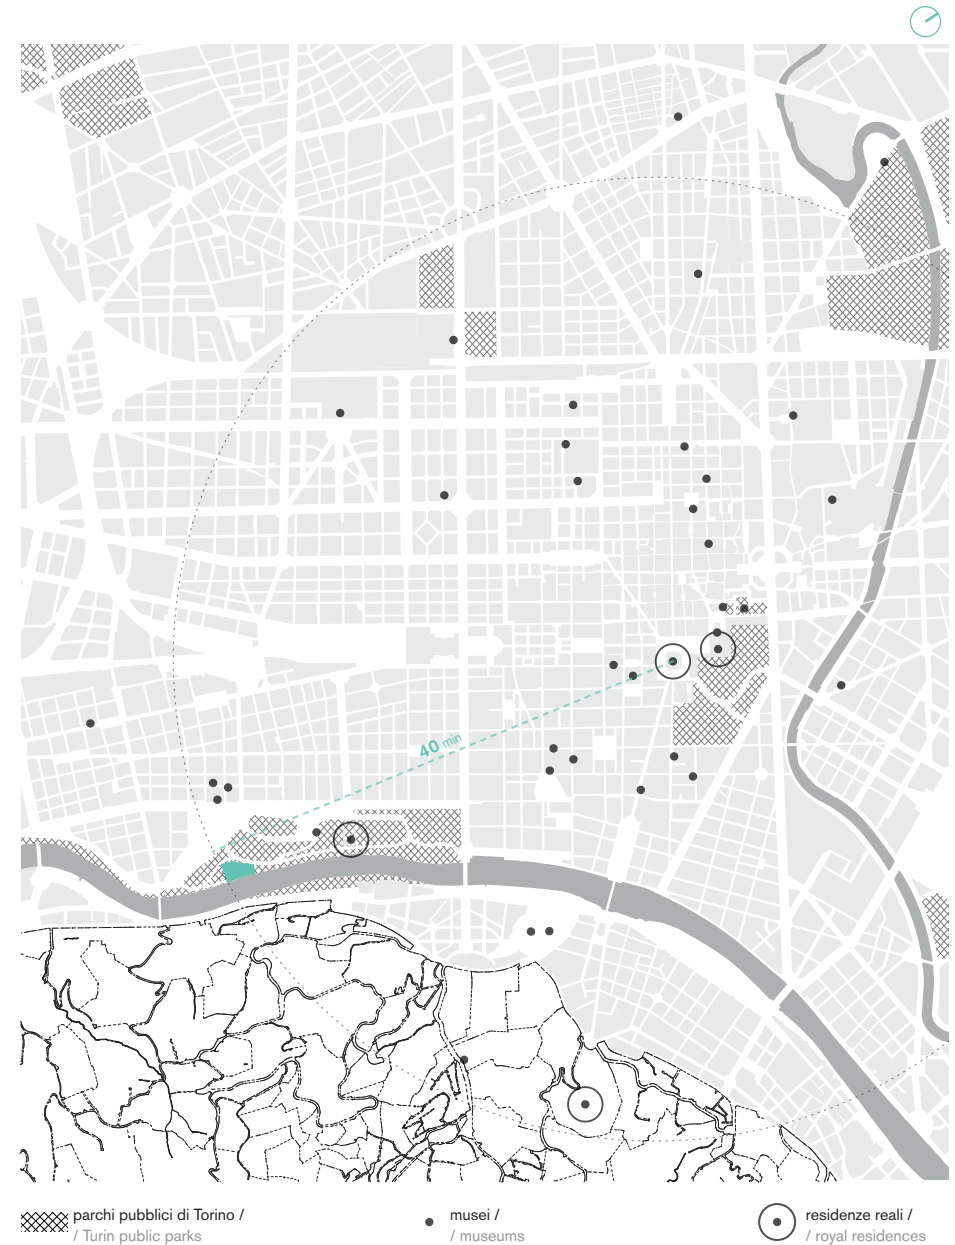 40 min
parchi pubblici di Torino /
/ Turin public parks
musei /
/ museums
residenze reali /
/ royal residences